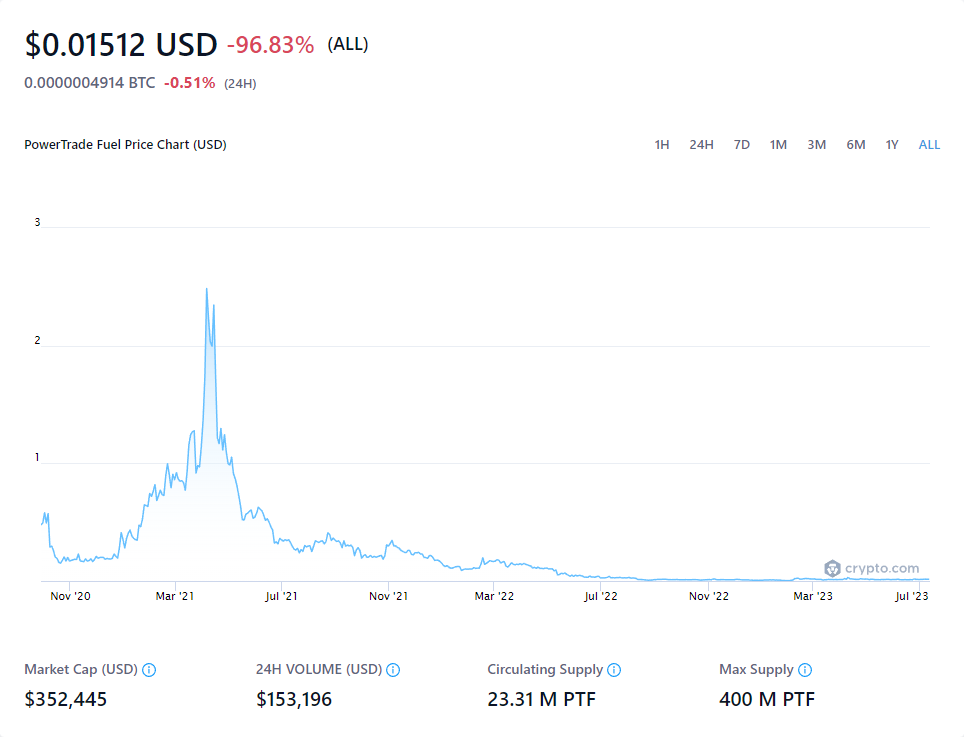 $0.01512 USD -96.83% (ALL)
0.0000004914 BTC -0.51% (24H)
PowerTrade Fuel Price Chart (USD) 1H 24H 7D 1M 3M 6M 1Y ALL
3
2
1
crypto.com
Nov '20 Mar '21 Jul '21 Nov '21 Mar '22 Jul '22 Nov '22 Mar '23 Jul '23
Market Cap (USD) 24H VOLUME (USD) Circulating Supply Max Supply
$352,445 $153,196 23.31 M PTF 400 M PTF